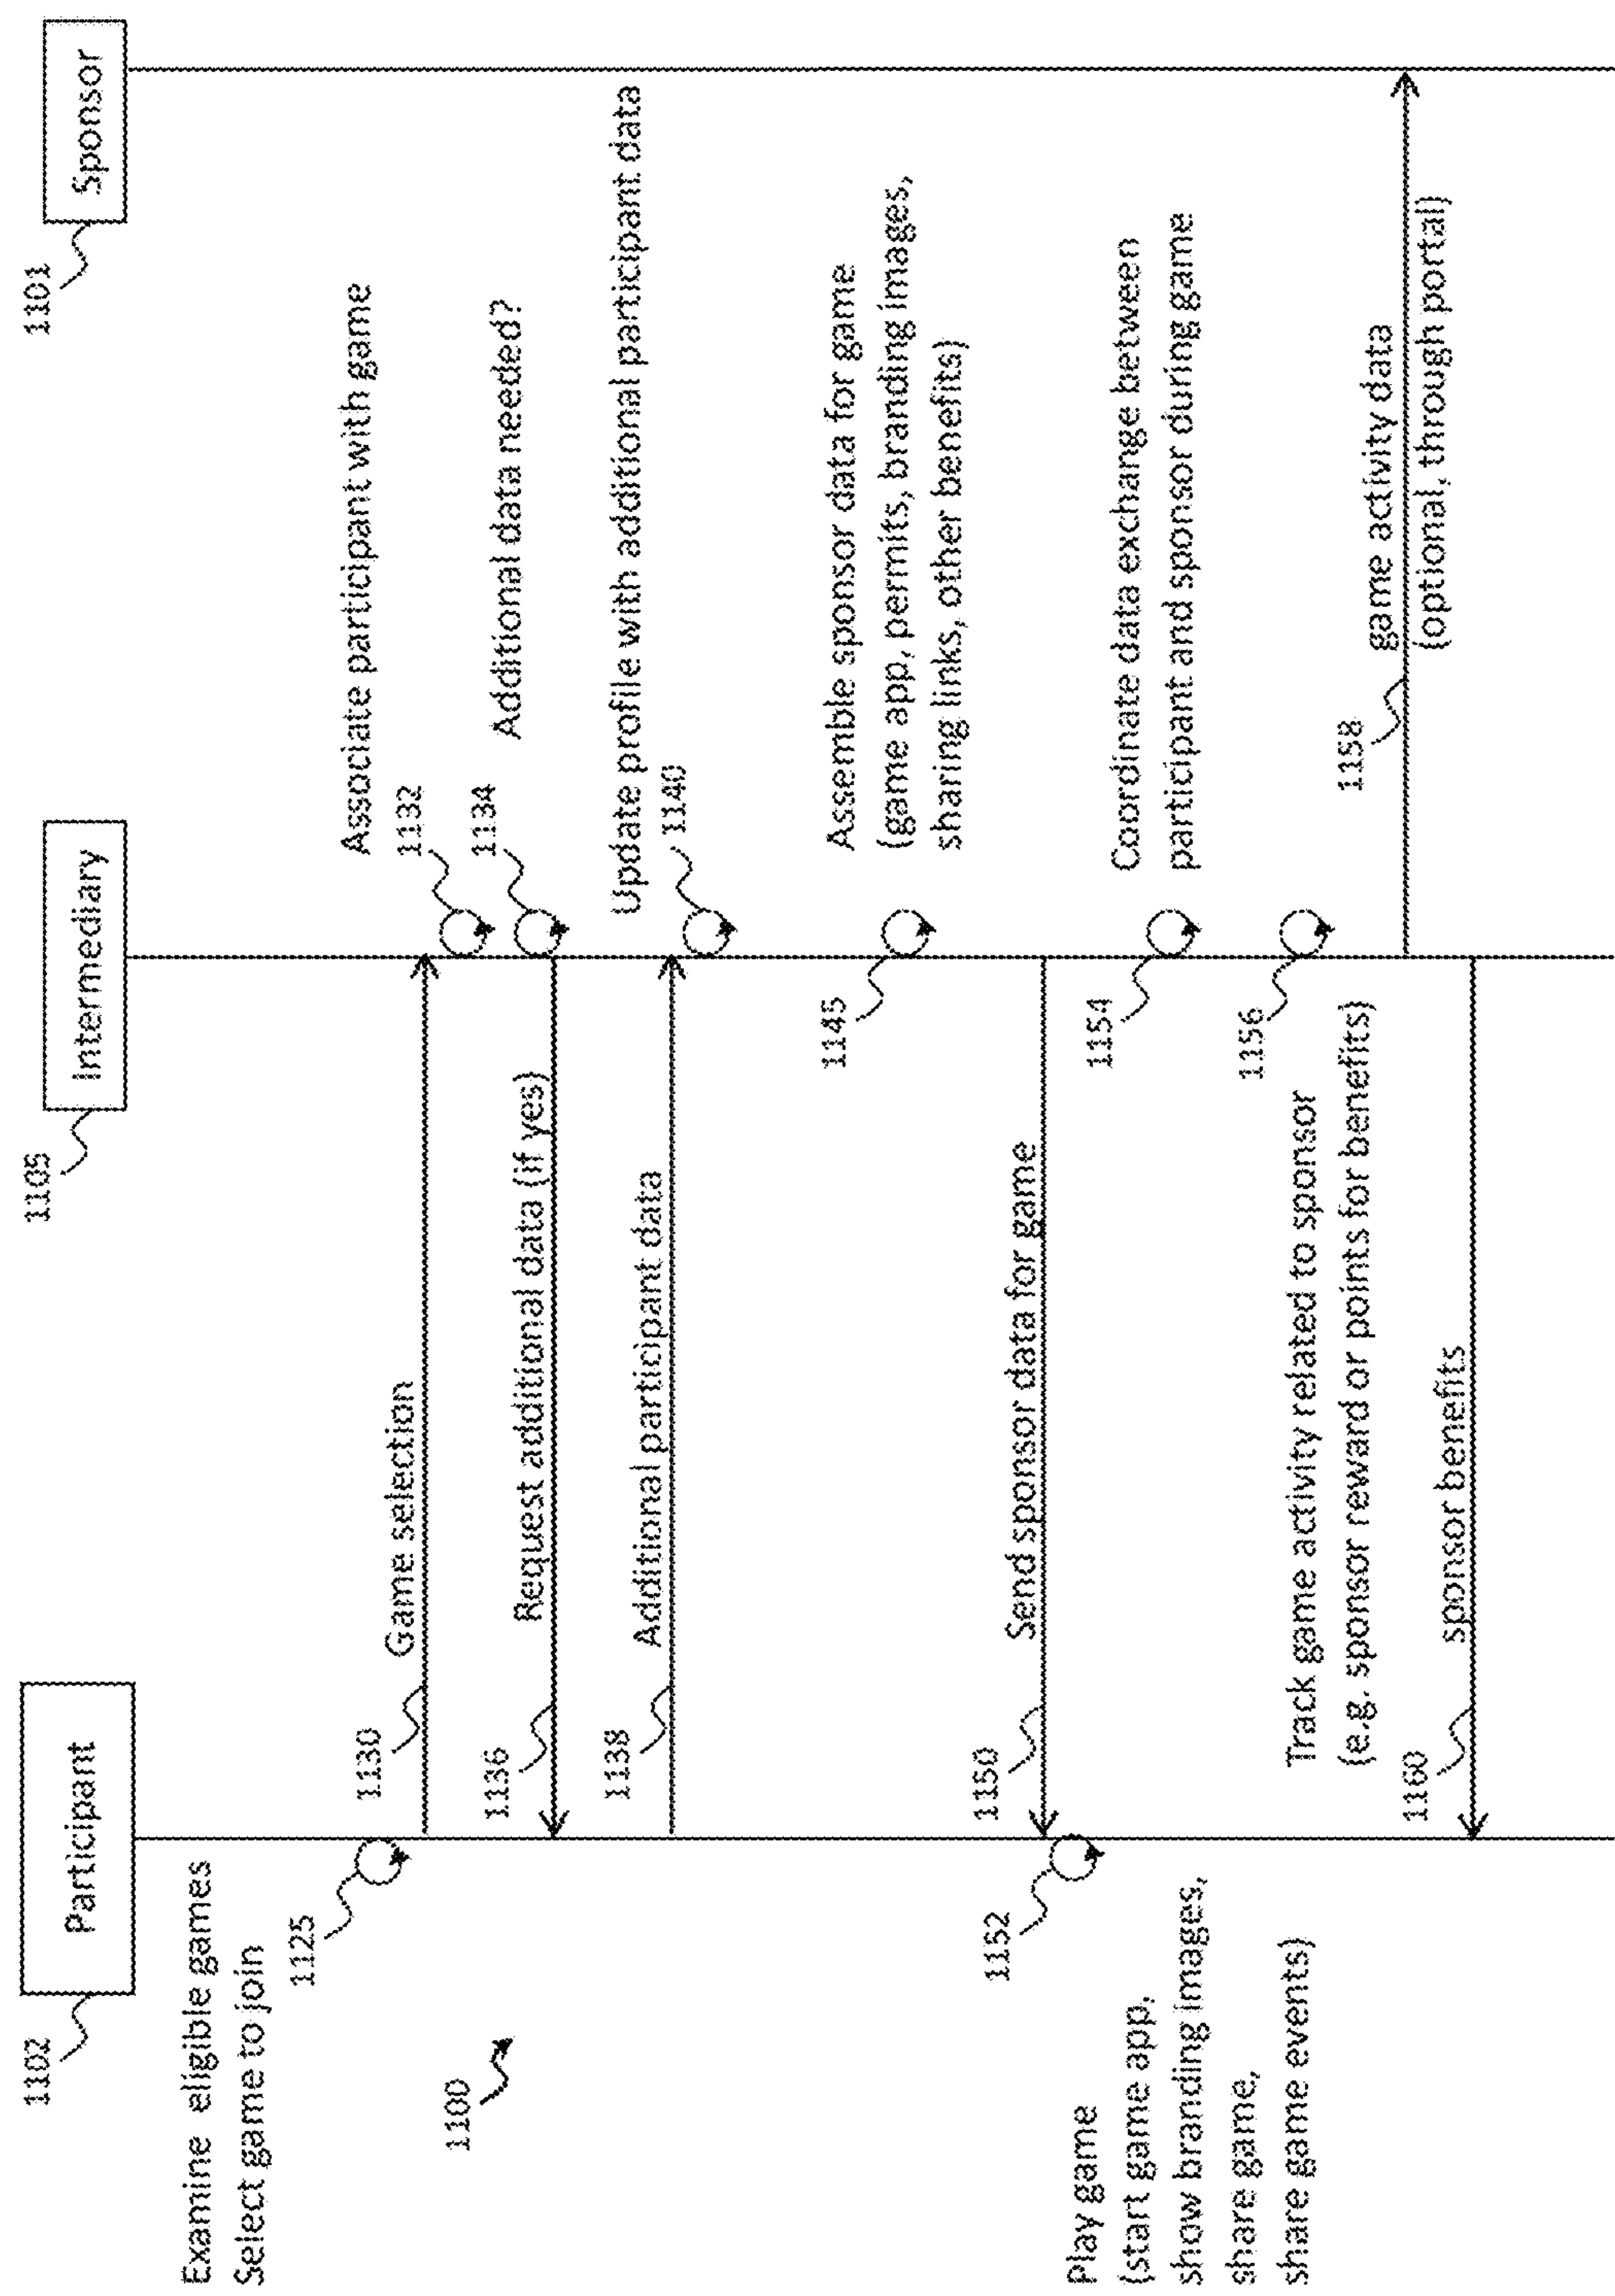 1102
Participant
1105
Intermediary
1101
Sponsor
Examine eligible games
Select game to join
1125
1130
Game selection
Associate participant with game
1132
1134
Additional data needed?
1100
1136
Request additional data (if yes)
1138
Additional participant data
Update profile with additional participant data
1140
1145
Assemble sponsor data for game
(game app, permits, branding images,
sharing links, other benefits)
1150
Send sponsor data for game
1152
Play game
(start game app,
show branding images,
share game,
share game events)
1154
Coordinate data exchange between
participant and sponsor during game
1156
Track game activity related to sponsor
(e.g. sponsor reward or points for benefits)
1158
game activity data
(optional, through portal)
1160
sponsor benefits